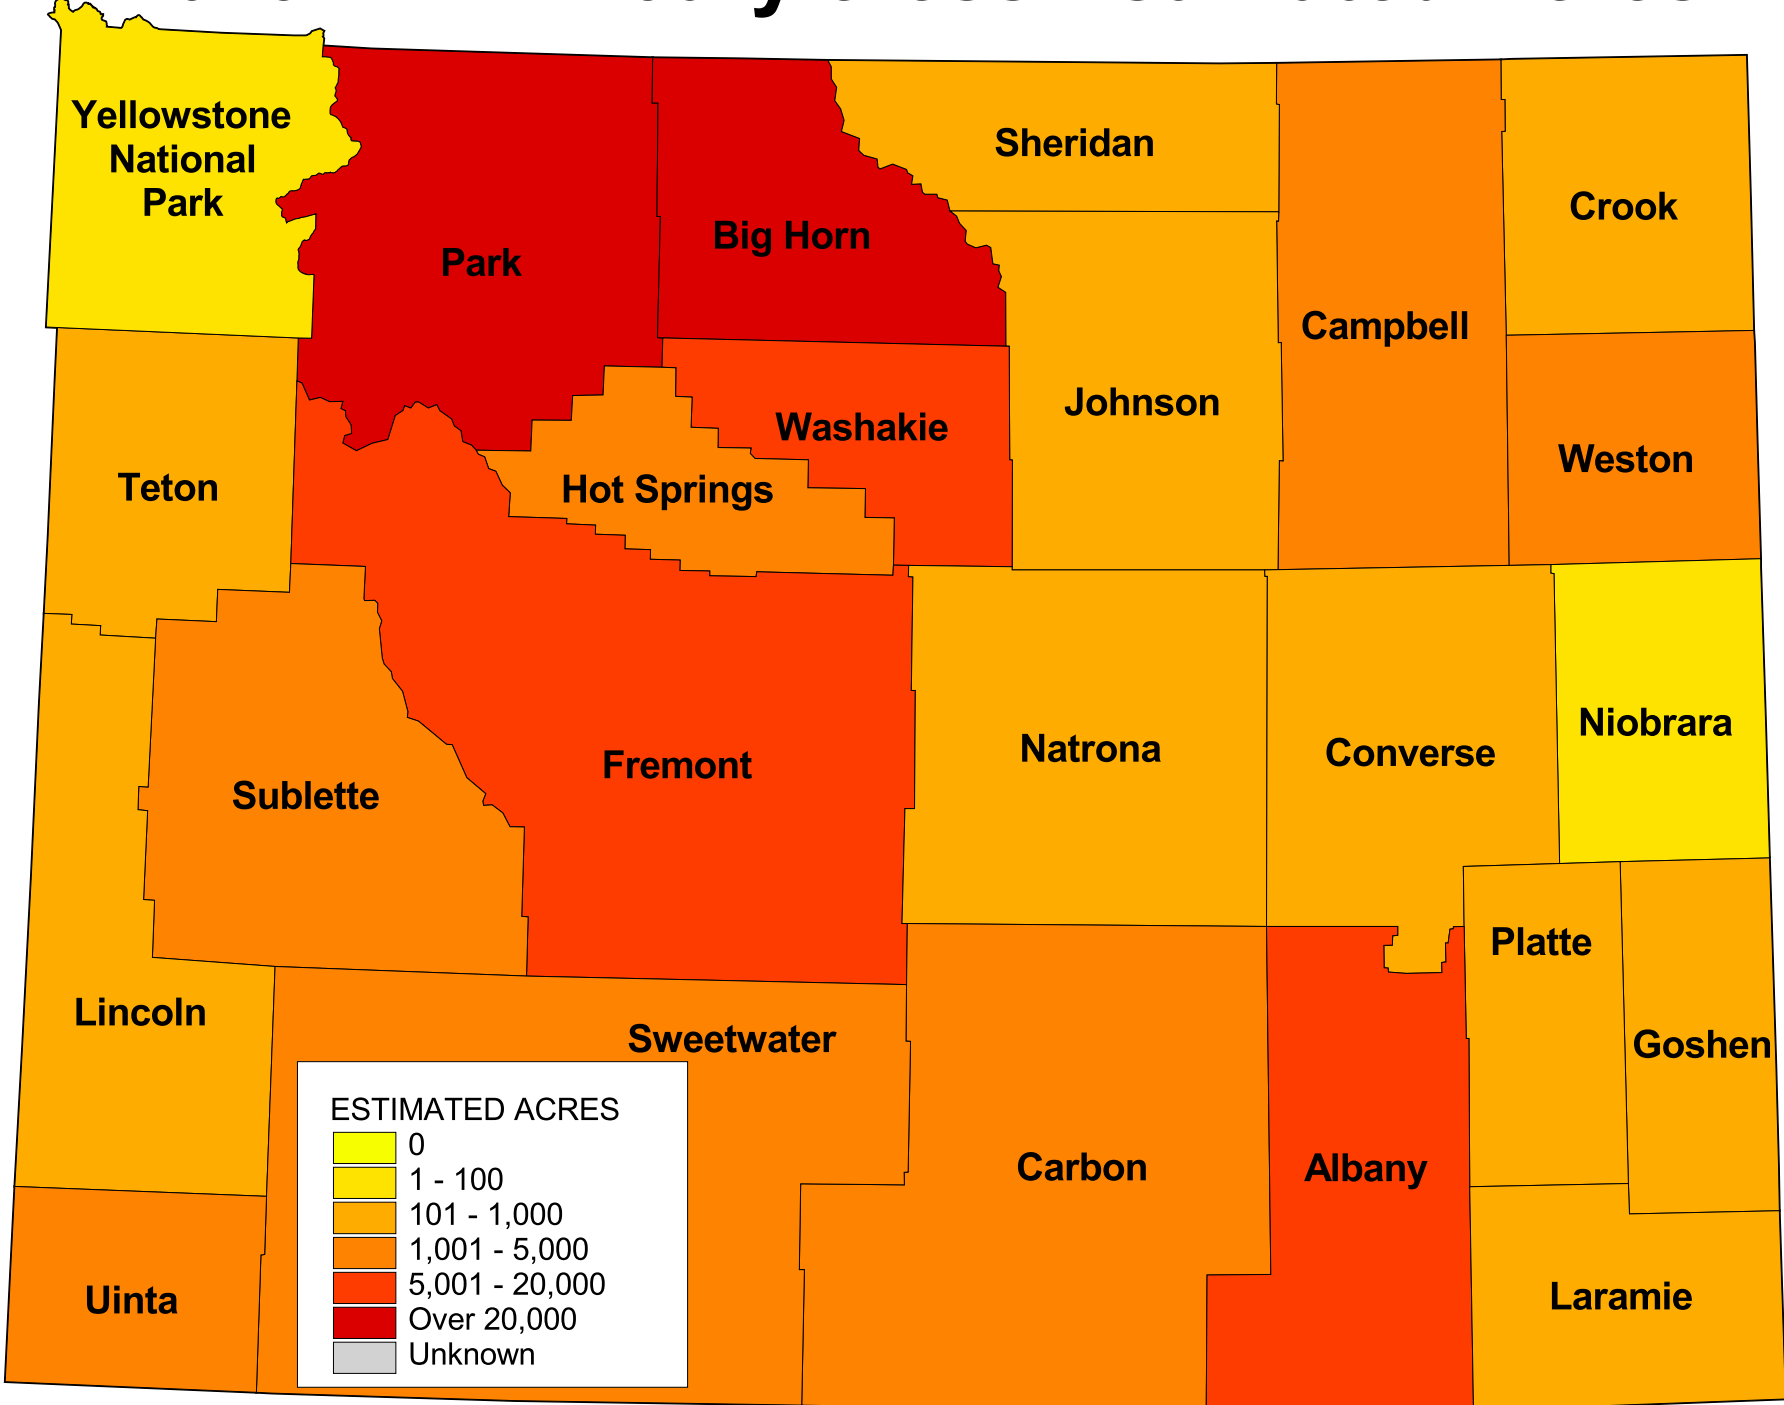 Yellowstone
National
Park
Park
Big Horn
Sheridan
Crook
Campbell
Johnson
Washakie
Hot Springs
Weston
Teton
Niobrara
Natrona
Converse
Fremont
Sublette
Platte
Lincoln
Sweetwater
Goshen
Carbon
Albany
Uinta
Laramie
ESTIMATED ACRES
0
1 - 100
101 - 1,000
1,001 - 5,000
5,001 - 20,000
Over 20,000
Unknown